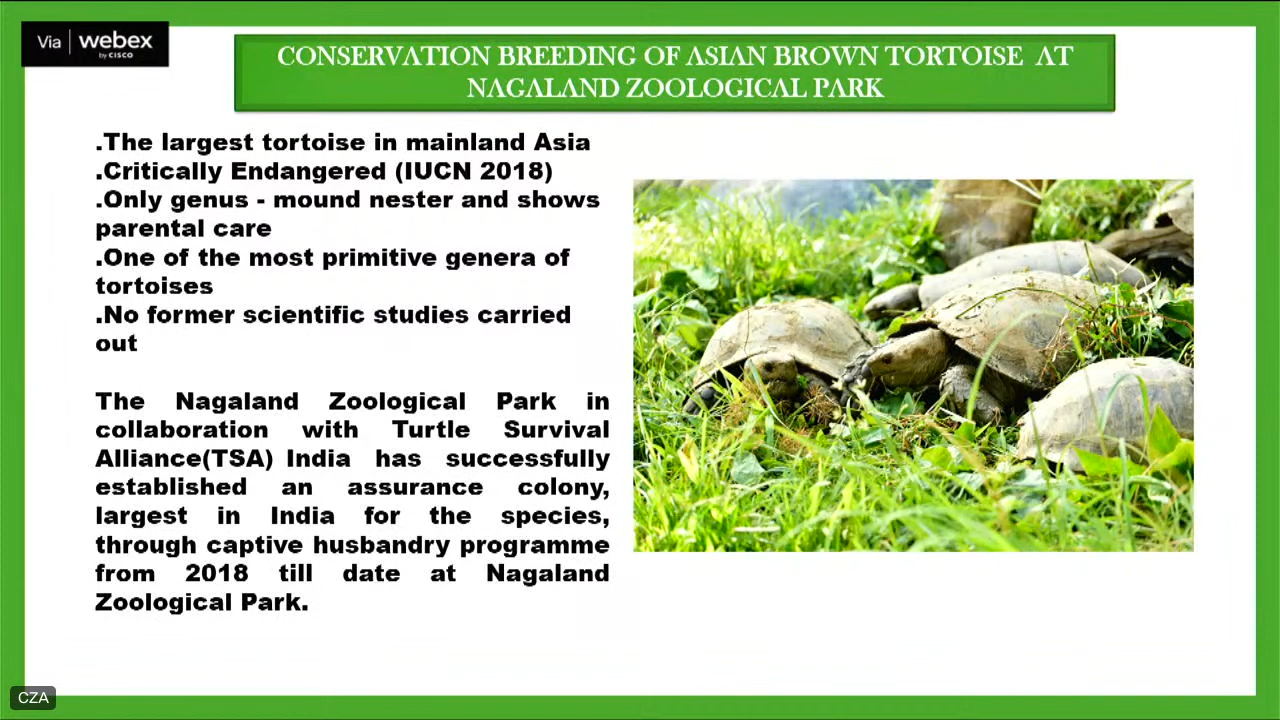 Via webex
by CISCO
CONSERVATION BREEDING OF ASIAN BROWN TORTOISE AT
NAGALAND ZOOLOGICAL PARK
.The largest tortoise in mainland Asia
.Critically Endangered (IUCN 2018)
.Only genus - mound nester and shows
parental care
.One of the most primitive genera of
tortoises
.No former scientific studies carried
out
The Nagaland Zoological Park in
collaboration with Turtle Survival
Alliance(TSA) India has successfully
established an assurance colony,
largest in India for the species,
through captive husbandry programme
from 2018 till date at Nagaland
Zoological Park.
CZA